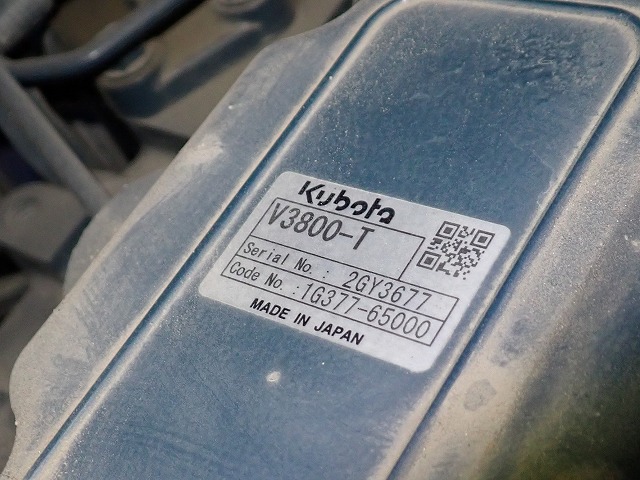 Kubota
V3800-T
Serial No.: 2GY3677
Code No.:1G377-65000
MADE IN JAPAN